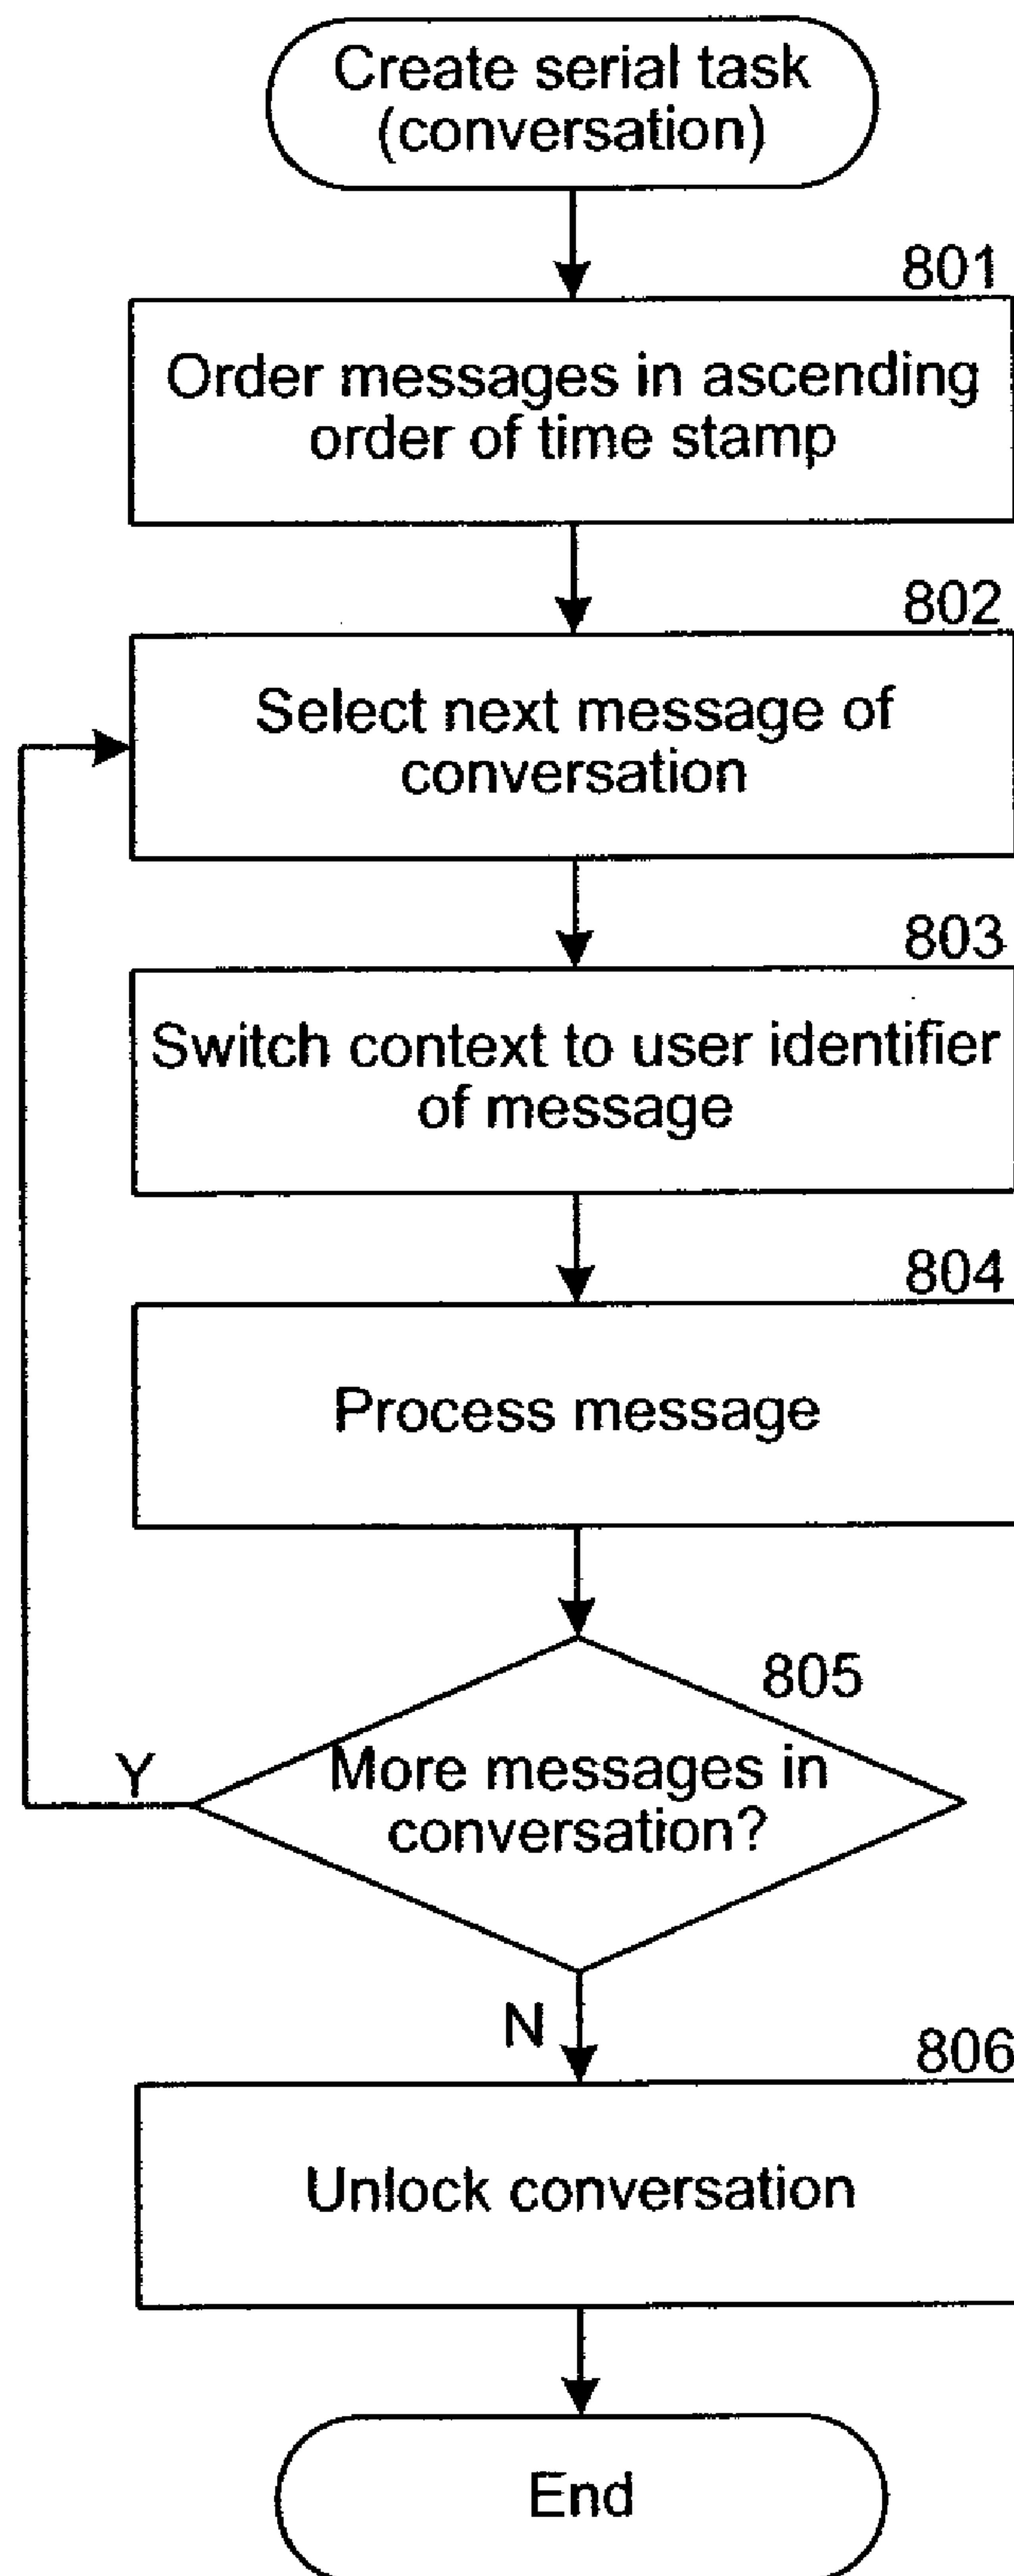 Create serial task
(conversation)
801
Order messages in ascending
order of time stamp
802
Select next message of
conversation
803
Switch context to user identifier
of message
804
Process message
805
More messages in
conversation?
Y
N
806
Unlock conversation
End